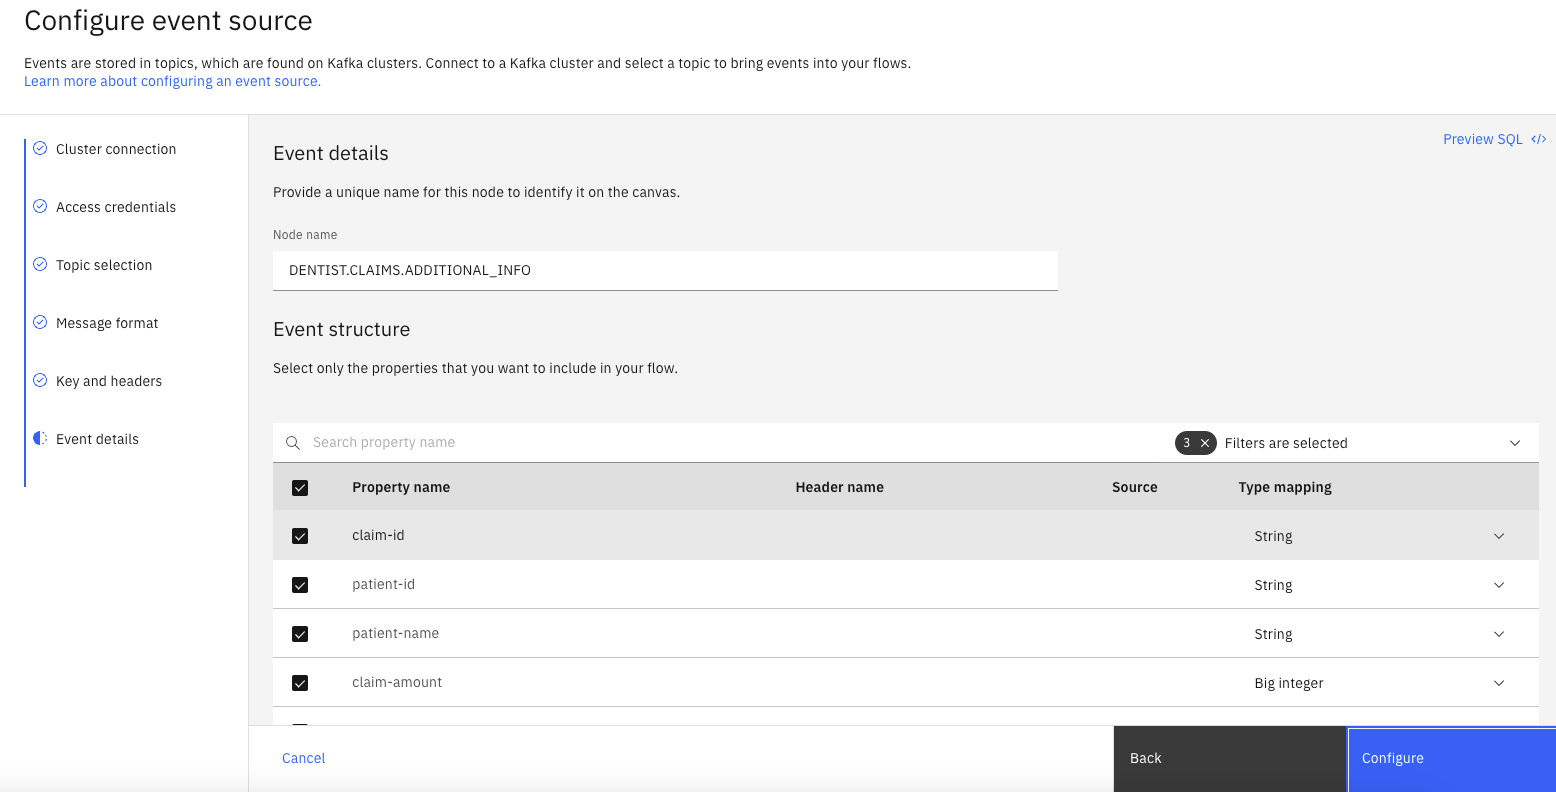 Configure event source
Events are stored in topics, which are found on Kafka clusters. Connect to a Kafka cluster and select a topic to bring events into your flows.
Learn more about configuring an event source.
Cluster connection
Access credentials
Topic selection
Message format
Key and headers
Event details
Preview SQL </>
Event details
Provide a unique name for this node to identify it on the canvas.
Node name
DENTIST.CLAIMS.ADDITIONAL_INFO
Event structure
Select only the properties that you want to include in your flow.
Search property name
3 × Filters are selected
Property name Header name Source Type mapping
claim-id String
patient-id String
patient-name String
claim-amount Big integer
Cancel
Back
Configure